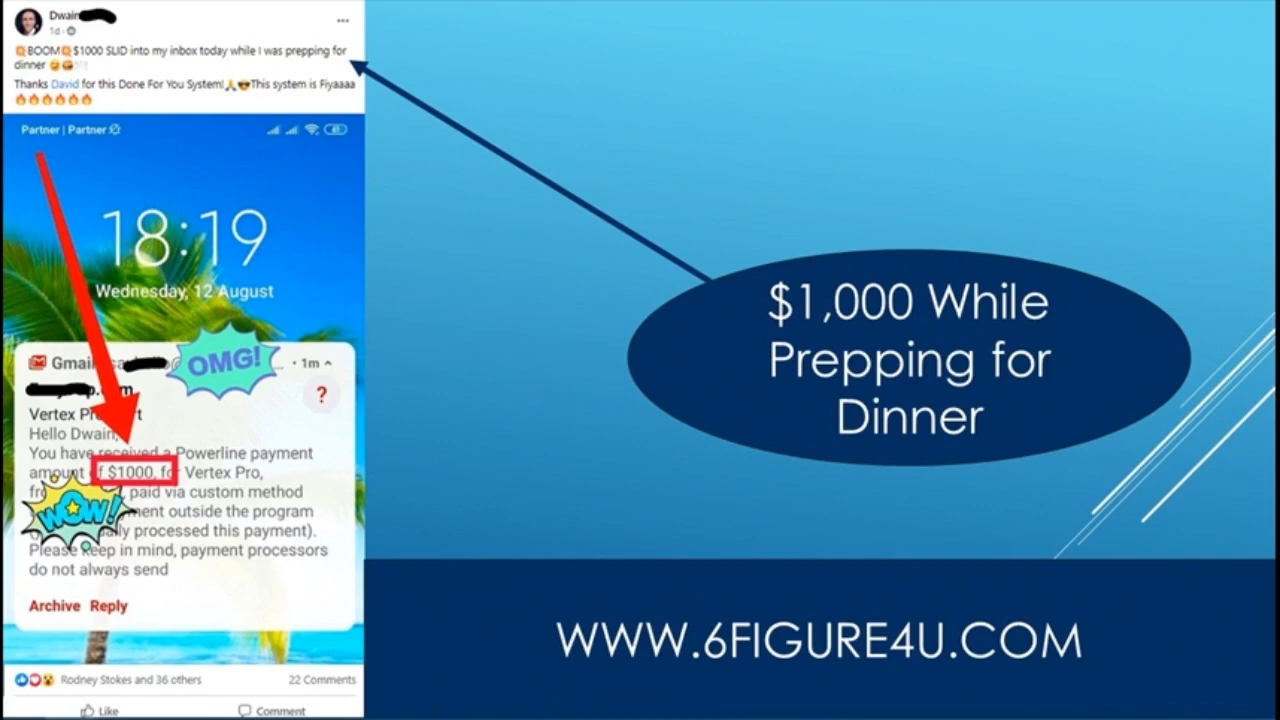 Dwain
1d
BOOM $1000 SLID into my inbox today while I was prepping for
dinner
Thanks David for this Done For You System! This system is Fiyaaaa
Partner | Partner
18:19
Wednesday, 12 August
Gmail
OMG!
1m
?
Vertex
Hello Dwain,
You have received a Powerline payment
amount of $1000, for Vertex Pro,
paid via custom method
WOW!
outside the program
processed this payment).
Please keep in mind, payment processors
do not always send
Archive Reply
Rodney Stokes and 36 others 22 Comments
Like Comment
$1,000 While
Prepping for
Dinner
WWW.6FIGURE4U.COM